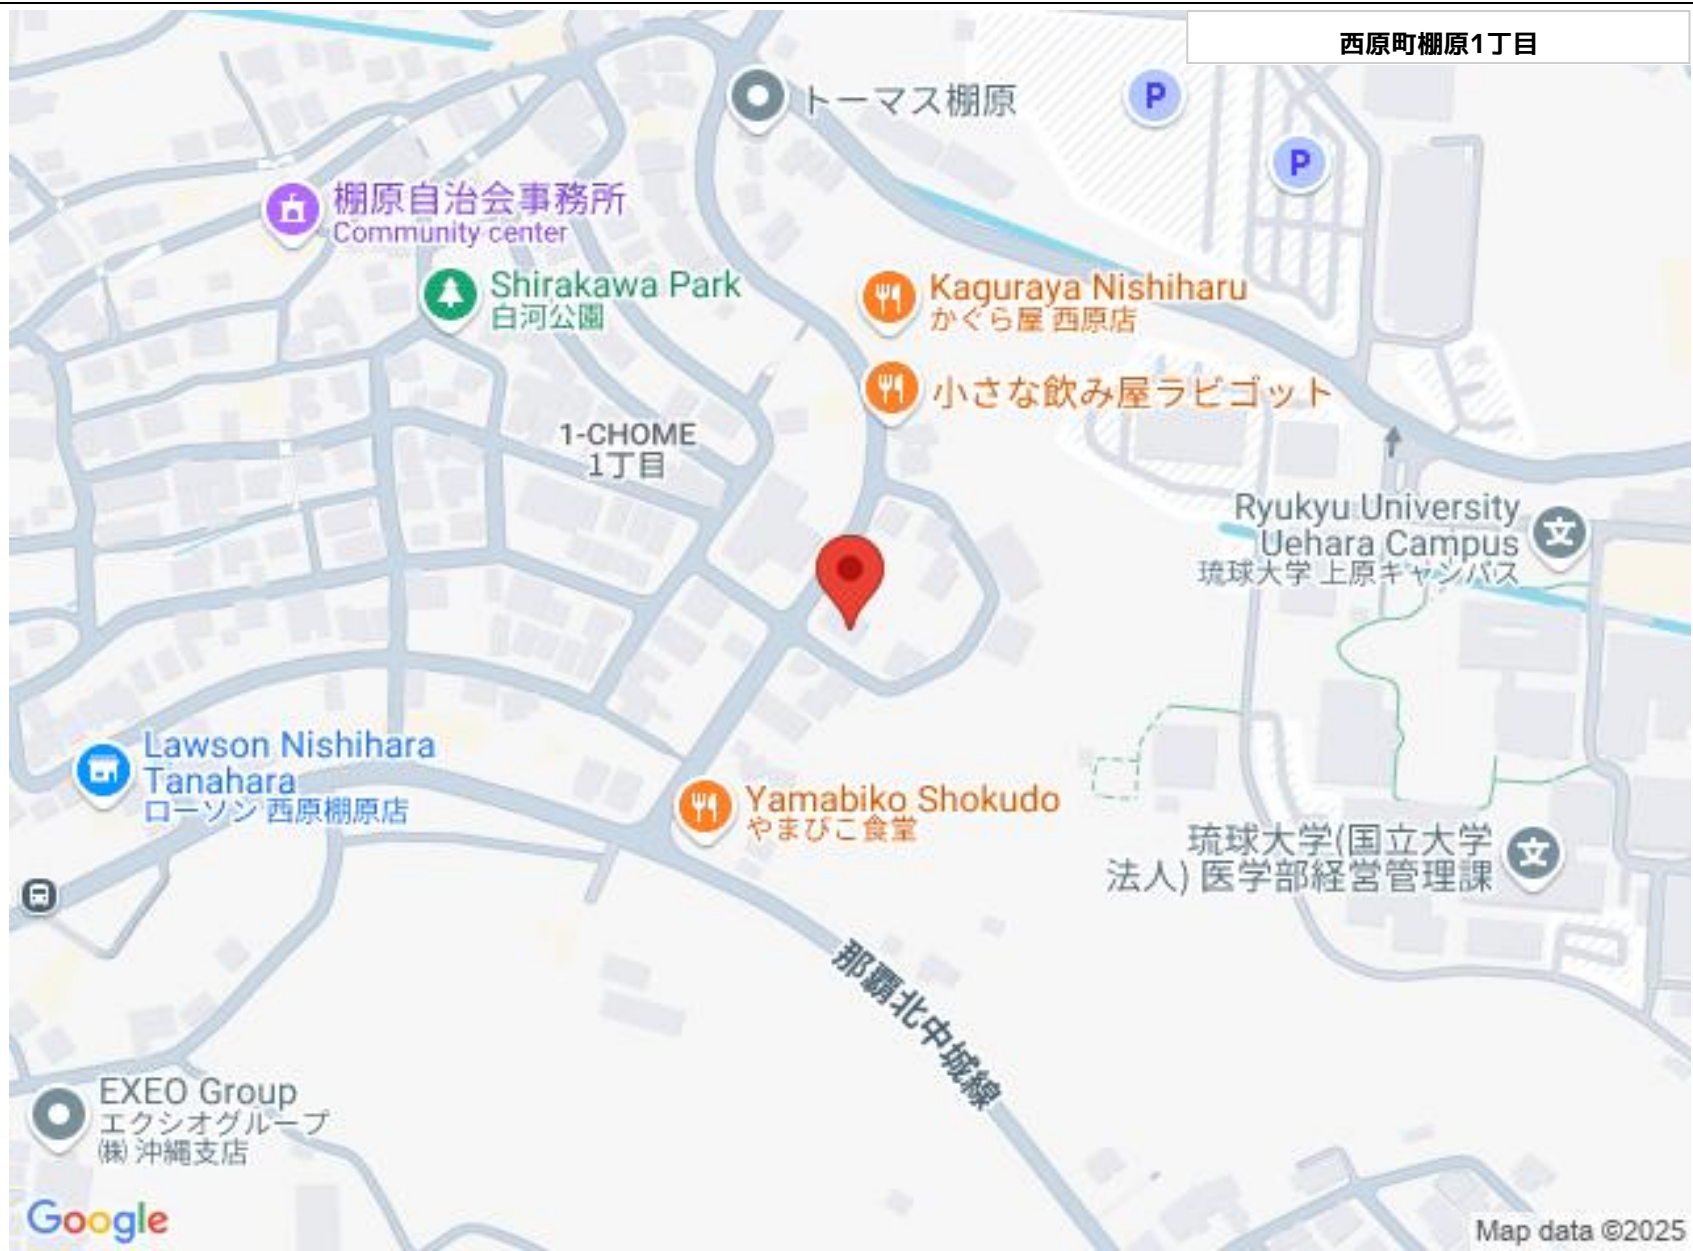 西原町棚原1丁目
トーマス棚原
P
P
棚原自治会事務所
Community center
Shirakawa Park
白河公園
Kaguraya Nishiharu
かぐら屋 西原店
小さな飲み屋ラビゴット
1-CHOME
1丁目
Ryukyu University
Uehara Campus
琉球大学 上原キャンパス
Lawson Nishihara
Tanahara
ローソン 西原棚原店
Yamabiko Shokudo
やまびこ食堂
琉球大学(国立大学
法人) 医学部経営管理課
那覇北中城線
EXEO Group
エクシオグループ
㈱ 沖縄支店
Google
Map data ©2025